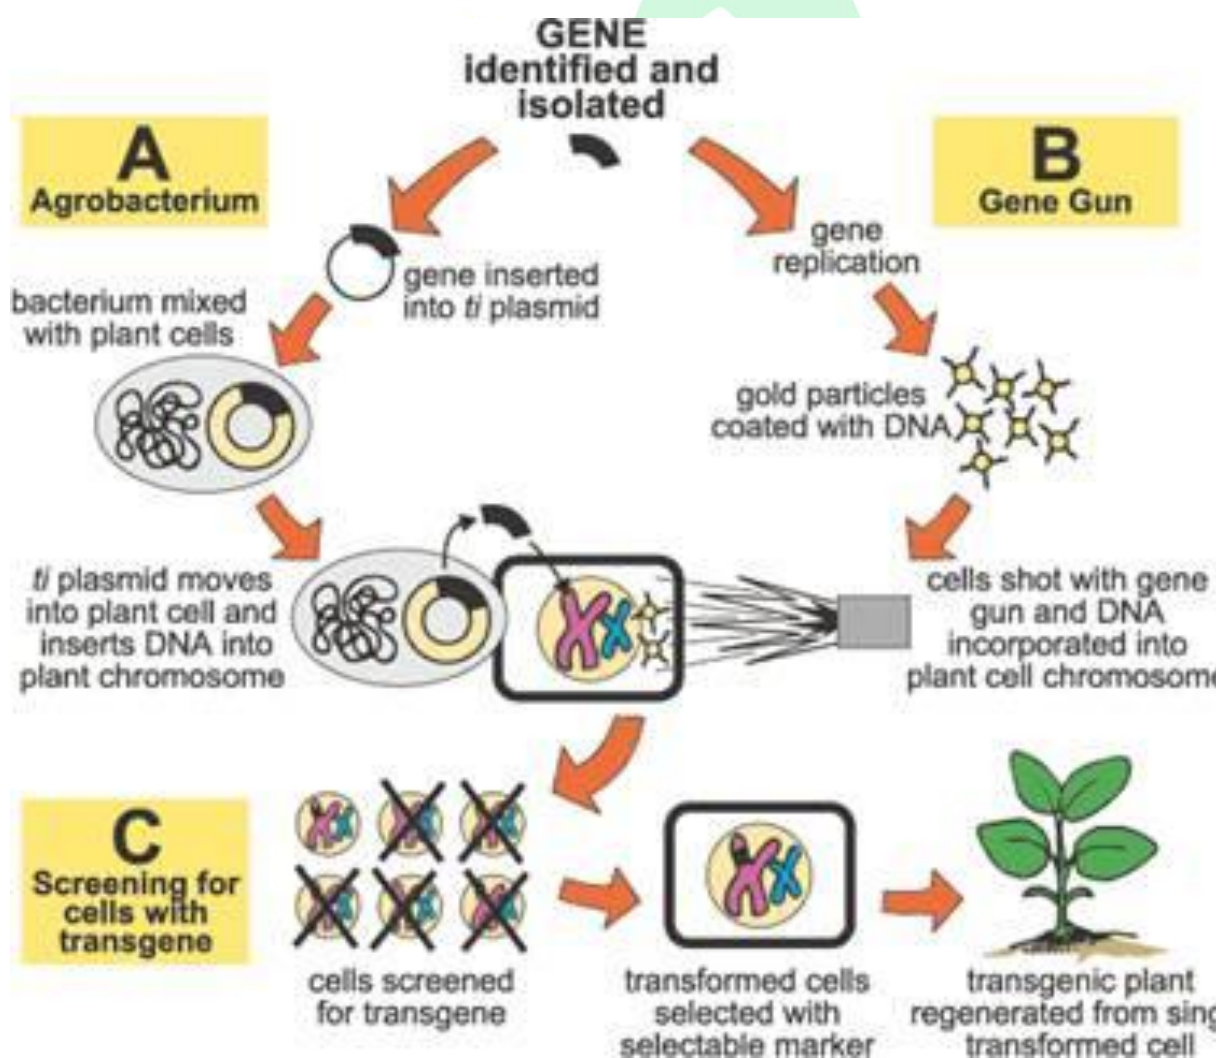 GENE
identified and
isolated
A
Agrobacterium
B
Gene Gun
gene inserted
into ti plasmid
gene
replication
bacterium mixed
with plant cells
gold particles
coated with DNA
ti plasmid moves
into plant cell and
inserts DNA into
plant chromosome
cells shot with gene
gun and DNA
incorporated into
plant cell chromosome
C
Screening for
cells with
transgene
cells screened
for transgene
transformed cells
selected with
selectable marker
transgenic plant
regenerated from sing
transformed cell